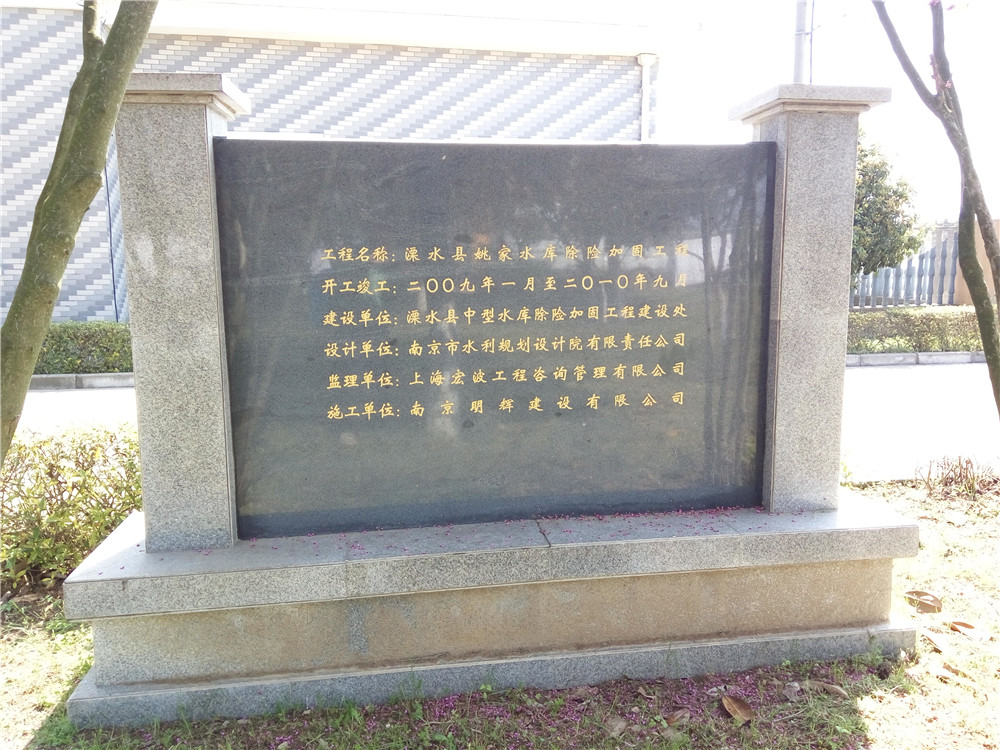 工程名称：溧水县姚家水库除险加固工程
开工竣工：二〇〇九年一月至二〇一〇年九月
建设单位：溧水县中型水库除险加固工程建设处
设计单位：南京市水利规划设计院有限责任公司
监理单位：上海宏波工程咨询管理有限公司
施工单位：南京明辉建设有限公司